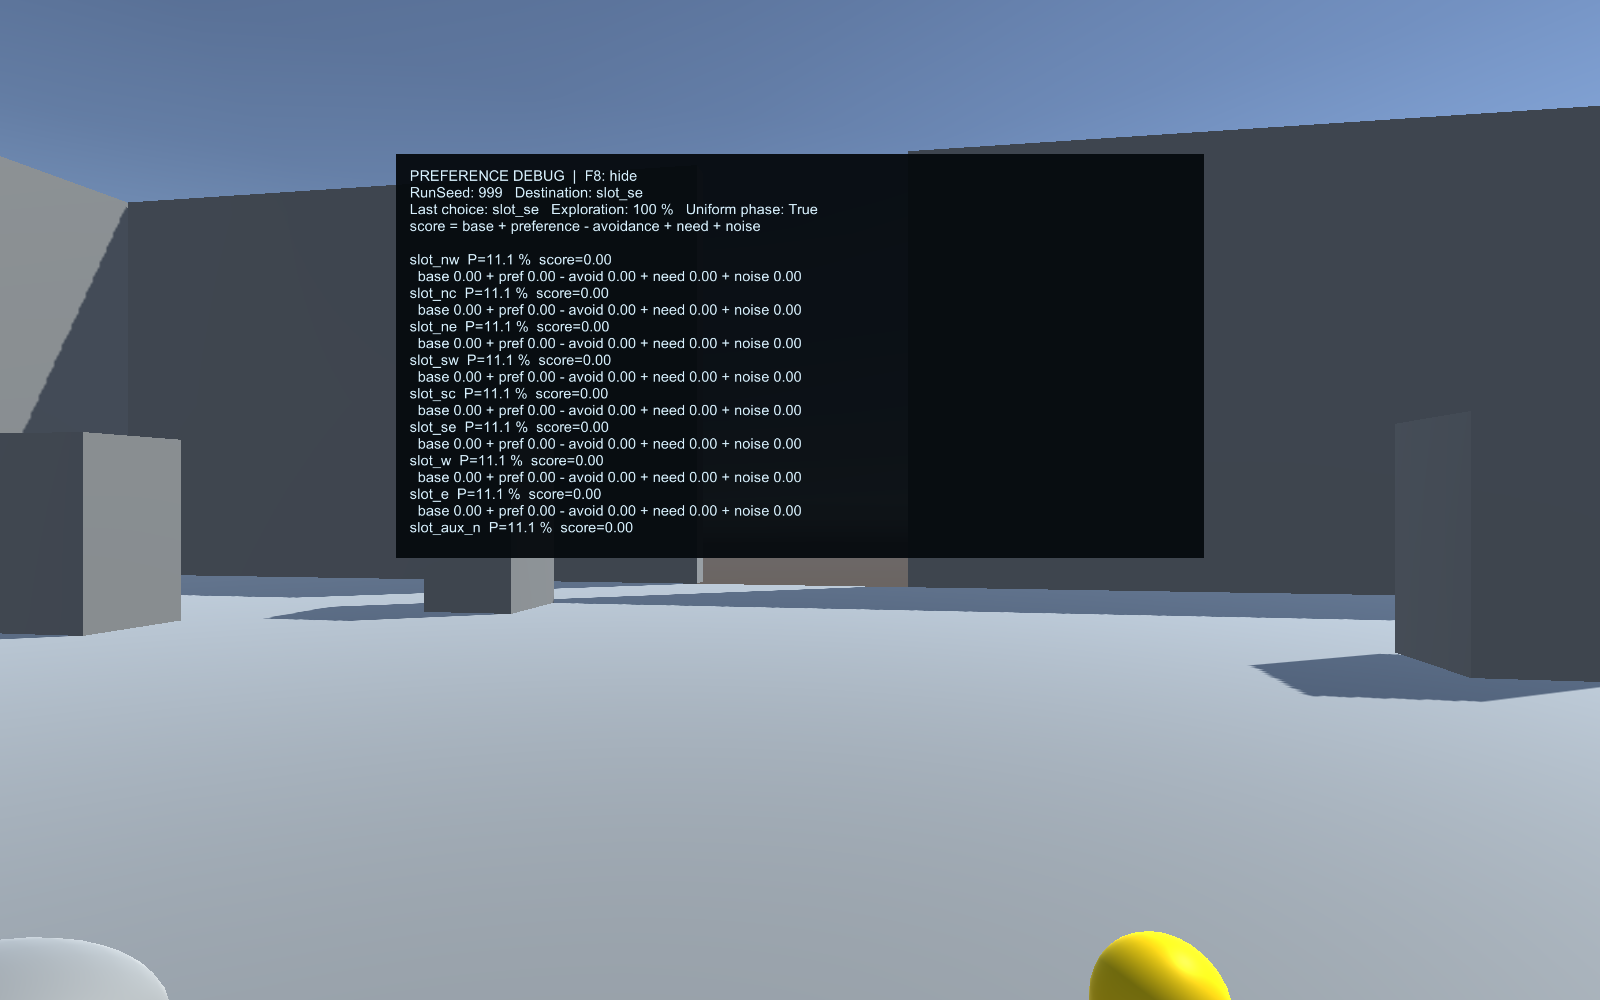 PREFERENCE DEBUG | F8: hide
RunSeed: 999 Destination: slot_se
Last choice: slot_se Exploration: 100 % Uniform phase: True
score = base + preference - avoidance + need + noise
slot_nw P=11.1 % score=0.00
base 0.00 + pref 0.00 - avoid 0.00 + need 0.00 + noise 0.00
slot_nc P=11.1 % score=0.00
base 0.00 + pref 0.00 - avoid 0.00 + need 0.00 + noise 0.00
slot_ne P=11.1 % score=0.00
base 0.00 + pref 0.00 - avoid 0.00 + need 0.00 + noise 0.00
slot_sw P=11.1 % score=0.00
base 0.00 + pref 0.00 - avoid 0.00 + need 0.00 + noise 0.00
slot_sc P=11.1 % score=0.00
base 0.00 + pref 0.00 - avoid 0.00 + need 0.00 + noise 0.00
slot_se P=11.1 % score=0.00
base 0.00 + pref 0.00 - avoid 0.00 + need 0.00 + noise 0.00
slot_w P=11.1 % score=0.00
base 0.00 + pref 0.00 - avoid 0.00 + need 0.00 + noise 0.00
slot_e P=11.1 % score=0.00
base 0.00 + pref 0.00 - avoid 0.00 + need 0.00 + noise 0.00
slot_aux_n P=11.1 % score=0.00